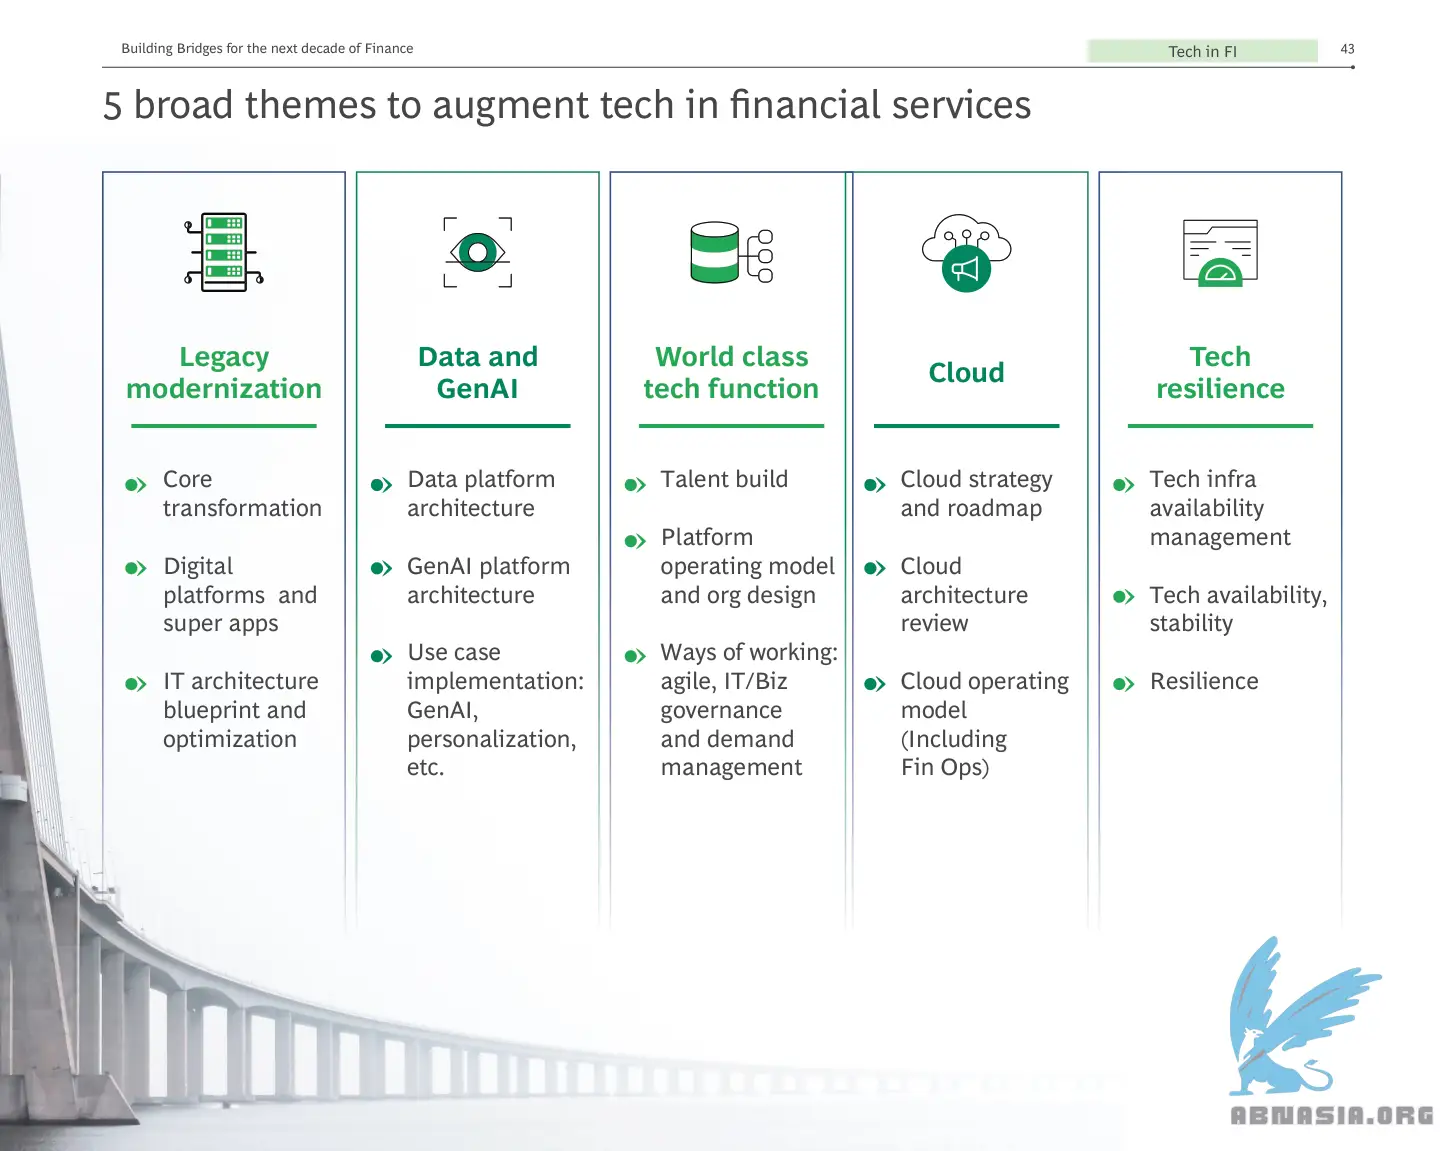 Building Bridges for the next decade of Finance
Tech in FI
43
5 broad themes to augment tech in financial services
Legacy
modernization
Core
transformation
Digital
platforms and
super apps
IT architecture
blueprint and
optimization
Data and
GenAI
Data platform
architecture
GenAI platform
architecture
Use case
implementation:
GenAI,
personalization,
etc.
World class
tech function
Talent build
Platform
operating model
and org design
Ways of working:
agile, IT/Biz
governance
and demand
management
Cloud
Cloud strategy
and roadmap
Cloud
architecture
review
Cloud operating
model
(Including
Fin Ops)
Tech
resilience
Tech infra
availability
management
Tech availability,
stability
Resilience
ABNASIA.ORG